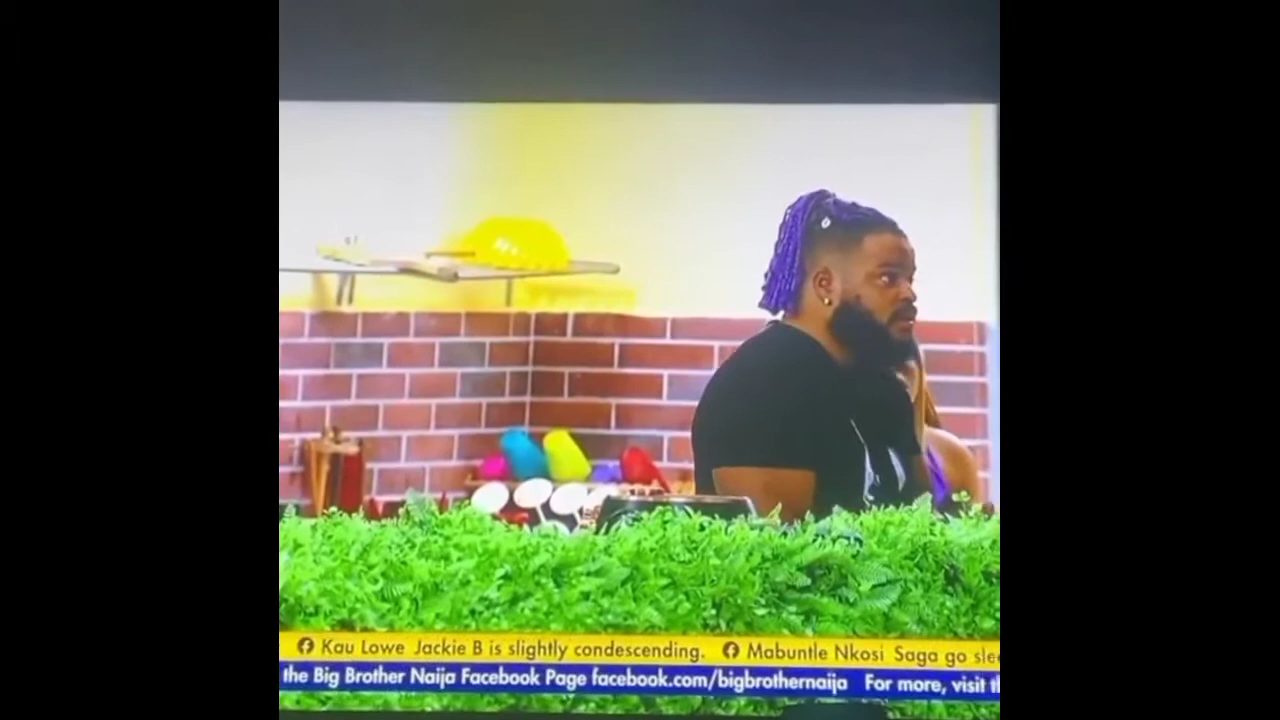 Kau Lowe Jackie B is slightly condescending. Mabuntle Nkosi Saga go
the Big Brother Naija Facebook Page facebook.com/bigbrothernaija For more, visit